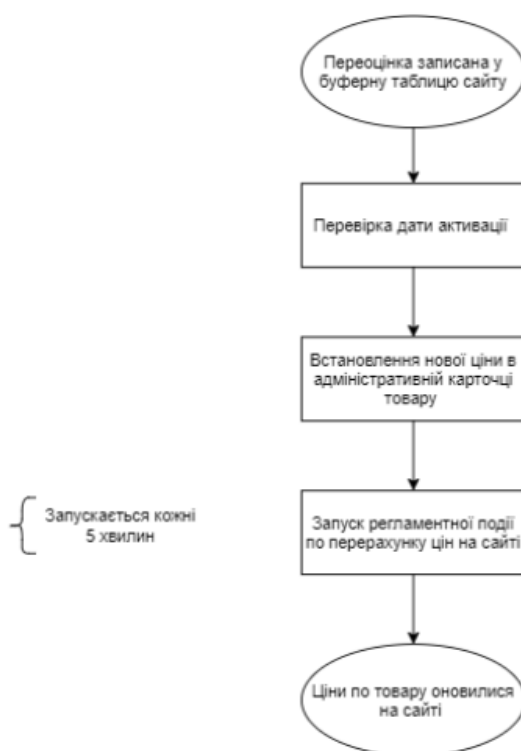 Переоцінка записана у
буферну таблицю сайту
Перевірка дати активації
Встановлення нової ціни в
адміністративній карточці
товару
Запускається кожні
5 хвилин
Запуск регламентної події
по перерахунку цін на сайті
Ціни по товару оновилися
на сайті